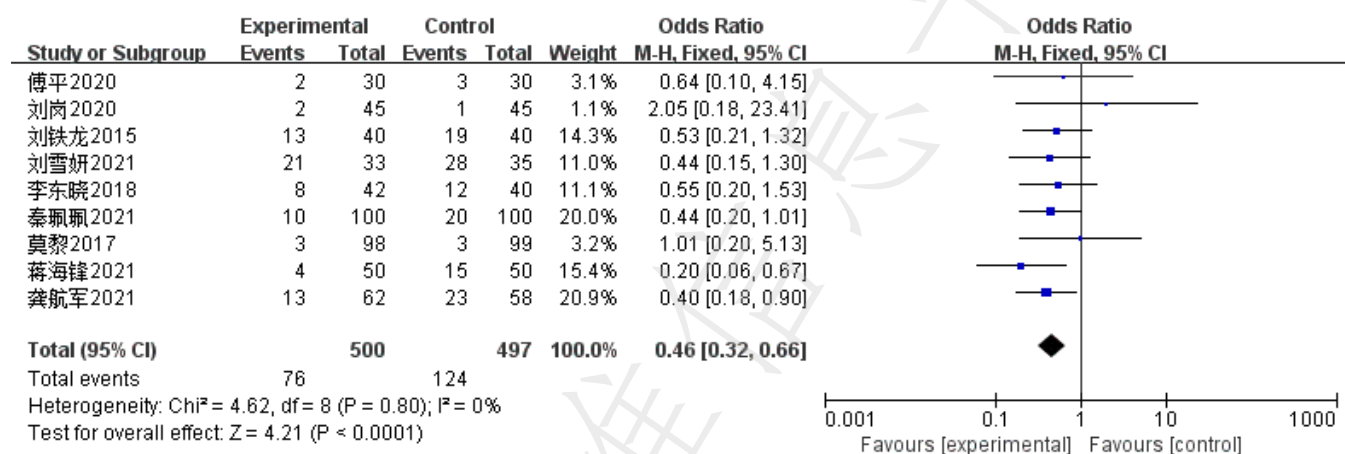 Experimental Control Odds Ratio Odds Ratio
Study or Subgroup Events Total Events Total Weight M-H, Fixed, 95% CI M-H, Fixed, 95% CI
傅平2020 2 30 3 30 3.1% 0.64 [0.10, 4.15]
刘岗2020 2 45 1 45 1.1% 2.05 [0.18, 23.41]
刘铁龙2015 13 40 19 40 14.3% 0.53 [0.21, 1.32]
刘雪妍2021 21 33 28 35 11.0% 0.44 [0.15, 1.30]
李东晓2018 8 42 12 40 11.1% 0.55 [0.20, 1.53]
秦珮珮2021 10 100 20 100 20.0% 0.44 [0.20, 1.01]
莫黎2017 3 98 3 99 3.2% 1.01 [0.20, 5.13]
蒋海锋2021 4 50 15 50 15.4% 0.20 [0.06, 0.67]
龚航军2021 13 62 23 58 20.9% 0.40 [0.18, 0.90]
Total (95% CI) 500 497 100.0% 0.46 [0.32, 0.66]
Total events 76 124
Heterogeneity: Chi² = 4.62, df = 8 (P = 0.80); I² = 0%
Test for overall effect: Z = 4.21 (P < 0.0001)
0.001 0.1 1 10 1000
Favours [experimental] Favours [control]